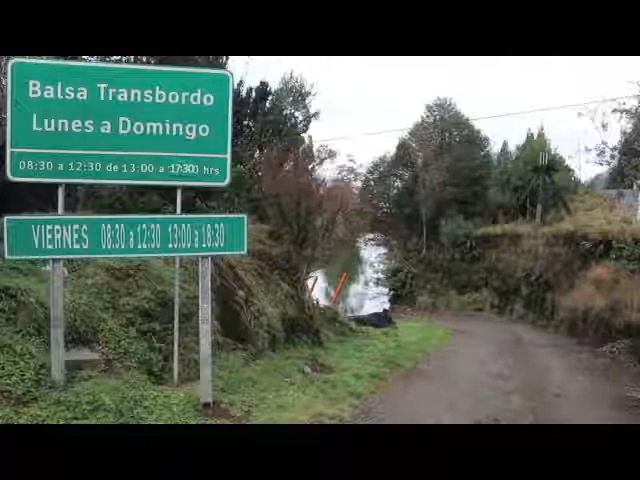 Balsa Transbordo
Lunes a Domingo
08:30 a 12:30 de 13:00 a 17:30 hrs
VIERNES 08:30 a 12:30 13:00 a 18:30